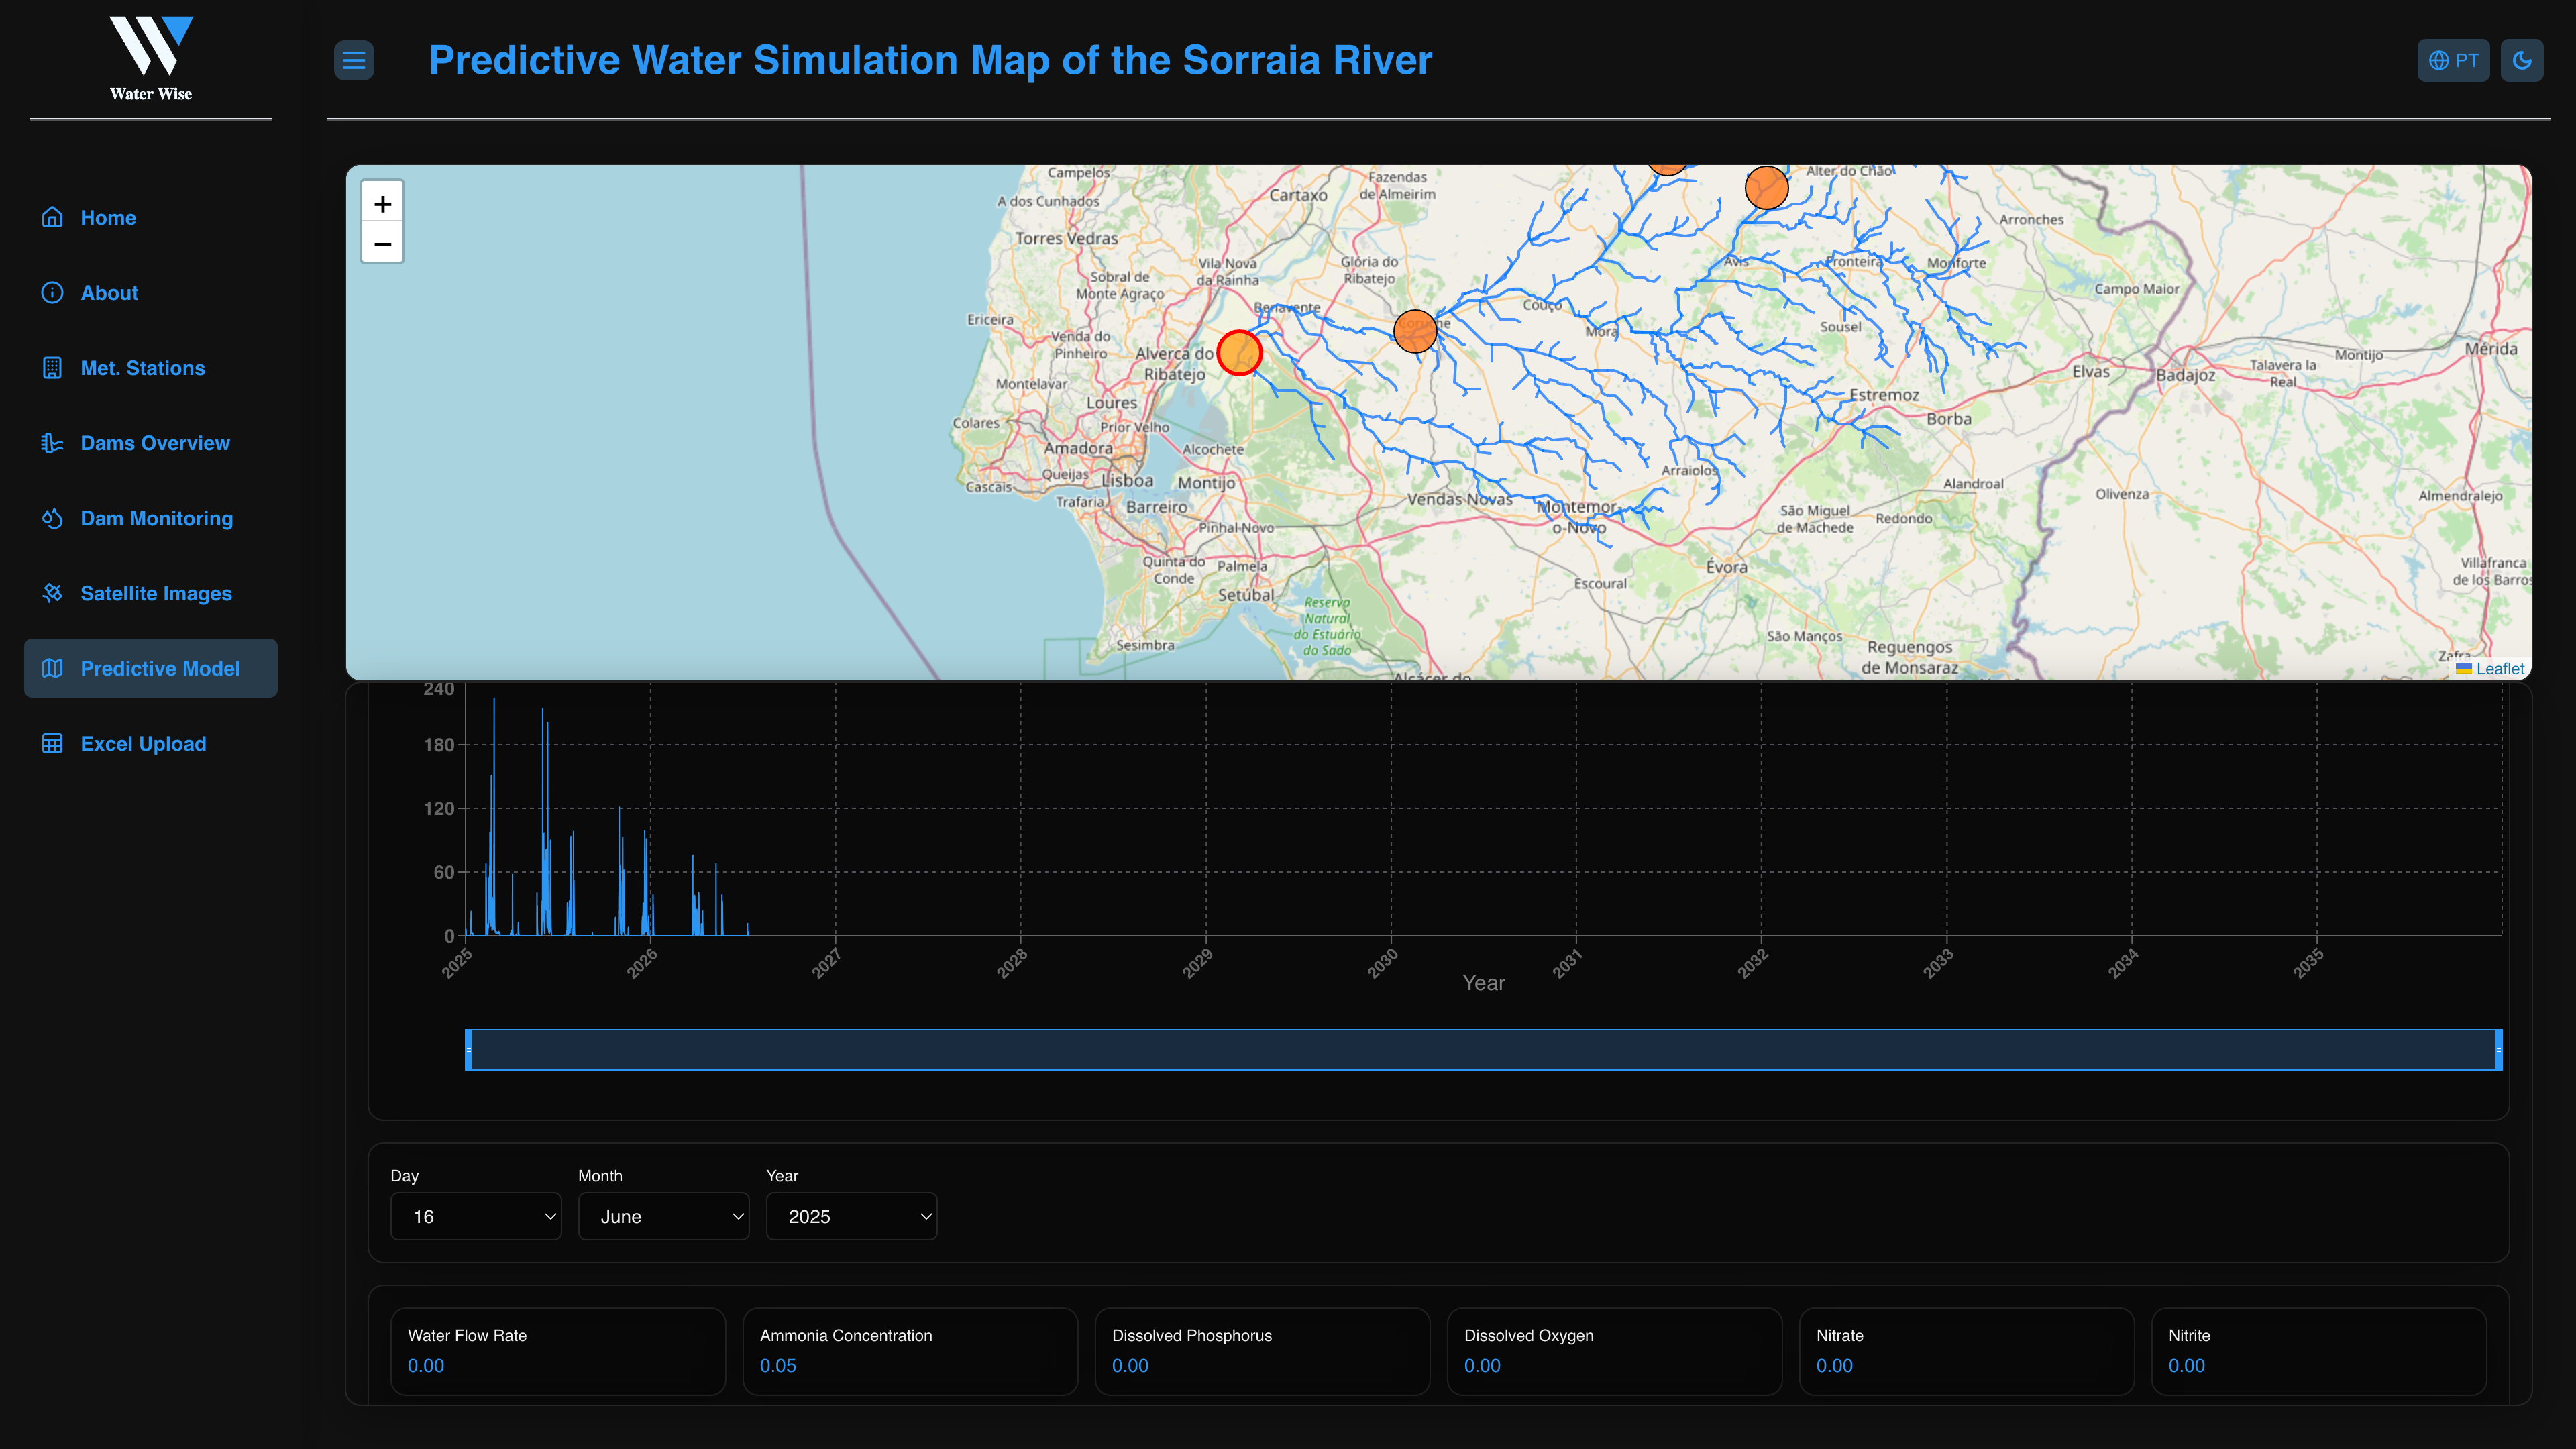 Water Wise
Home
About
Met. Stations
Dams Overview
Dam Monitoring
Satellite Images
Predictive Model
Excel Upload
Predictive Water Simulation Map of the Sorraia River
PT
+
−
Campelos
A dos Cunhados
Torres Vedras
Sobral de
Monte Agraço
Ericeira
Venda do
Pinheiro
Montelavar
Loures
Colares
Prior Velho
Amadora
Queijas
Cascais
Lisboa
Trafaria
Barreiro
Quinta do
Conde
Sesimbra
Cartaxo
Fazendas
de Almeirim
Vila Nova
da Rainha
Glória do
Ribatejo
Benavente
Alverca do
Ribatejo
Alcochete
Montijo
Pinhal Novo
Palmela
Setúbal
Reserva
Natural
do Estuário
do Sado
Couço
Mora
Avis
Fronteira
Monforte
Alter do Chão
Arronches
Campo Maior
Sousel
Estremoz
Borba
Elvas
Badajoz
Talavera la
Real
Montijo
Mérida
Arraiolos
Vendas Novas
Montemor-
o-Novo
São Miguel
de Machede
Redondo
Alandroal
Olivenza
Almendralejo
Évora
Escoural
São Manços
Reguengos
de Monsaraz
Villafranca
de los Barros
Zafra
Alcácer do
Leaflet
240
180
120
60
0
2025
2026
2027
2028
2029
2030
2031
2032
2033
2034
2035
Year
Day
Month
Year
16
June
2025
Water Flow Rate
0.00
Ammonia Concentration
0.05
Dissolved Phosphorus
0.00
Dissolved Oxygen
0.00
Nitrate
0.00
Nitrite
0.00